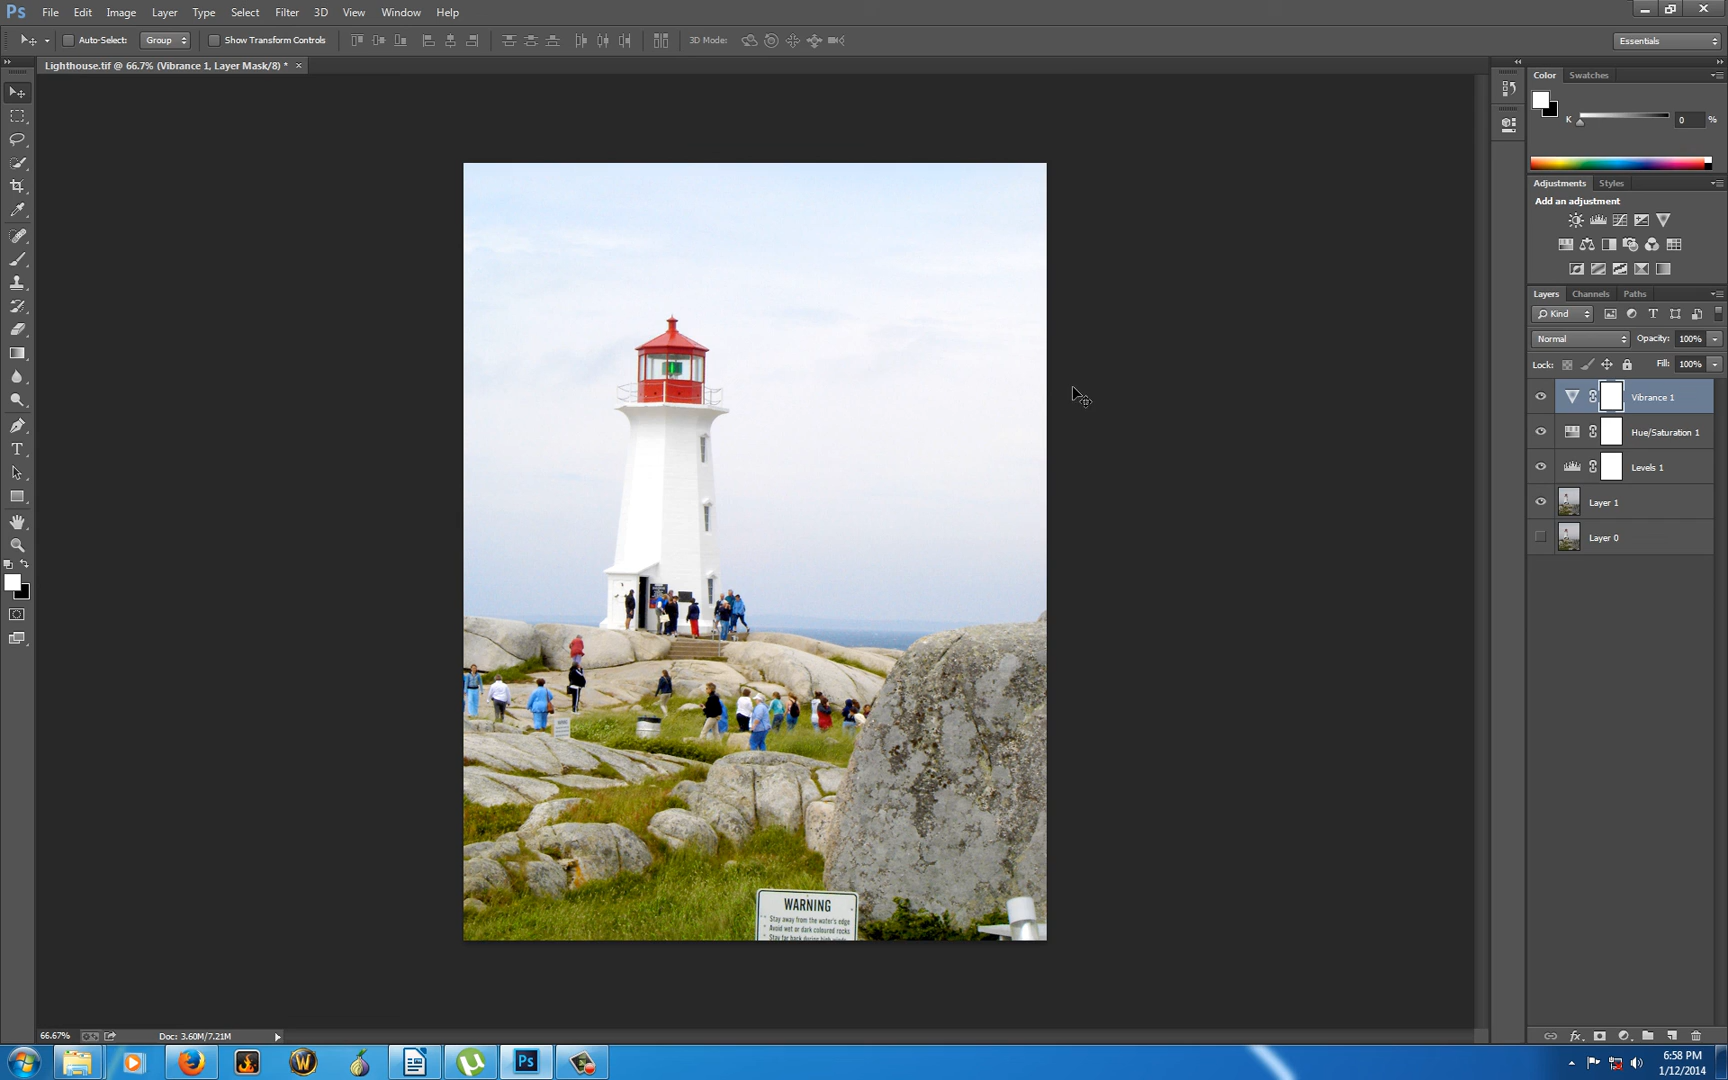 Ps File Edit Image Layer Type Select Filter 3D View Window Help
Auto-Select: Group Show Transform Controls 3D Mode: Essentials
Lighthouse.tif @ 66.7% (Vibrance 1, Layer Mask/8) * ×
Color Swatches
K 0 %
Adjustments Styles
Add an adjustment
Layers Channels Paths
Kind
Normal Opacity: 100%
Lock: Fill: 100%
Vibrance 1
Hue/Saturation 1
Levels 1
Layer 1
Layer 0
WARNING
Stay away from the water's edge
Avoid wet or dark coloured rocks
Stay far back during high
66.67% Doc: 3.60M/7.21M
Ps
6:58 PM
1/12/2014